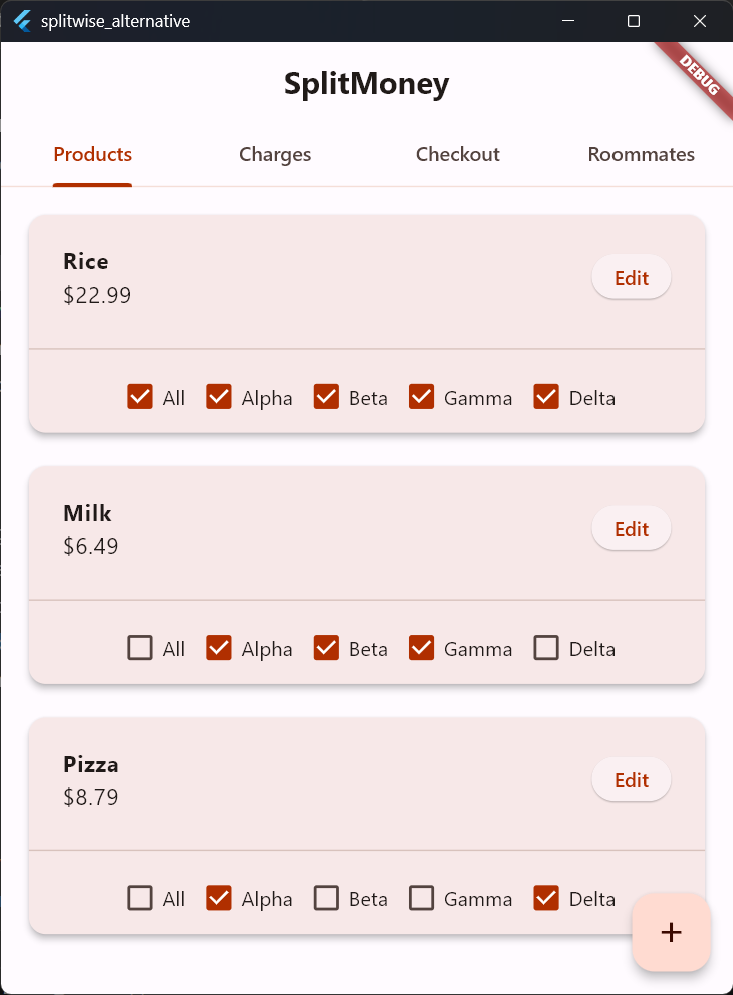 splitwise_alternative
DEBUG
SplitMoney
Products Charges Checkout Roommates
Rice
$22.99
Edit
All Alpha Beta Gamma Delta
Milk
$6.49
Edit
All Alpha Beta Gamma Delta
Pizza
$8.79
Edit
All Alpha Beta Gamma Delta
+